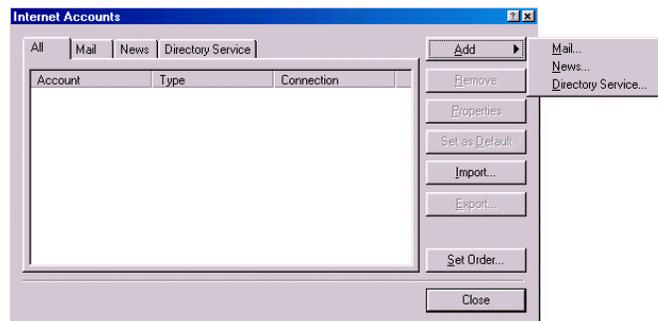 Internet Accounts
All Mail News Directory Service
Account Type Connection
Add
Mail...
News...
Directory Service...
Remove
Properties
Set as Default
Import...
Export...
Set Order...
Close